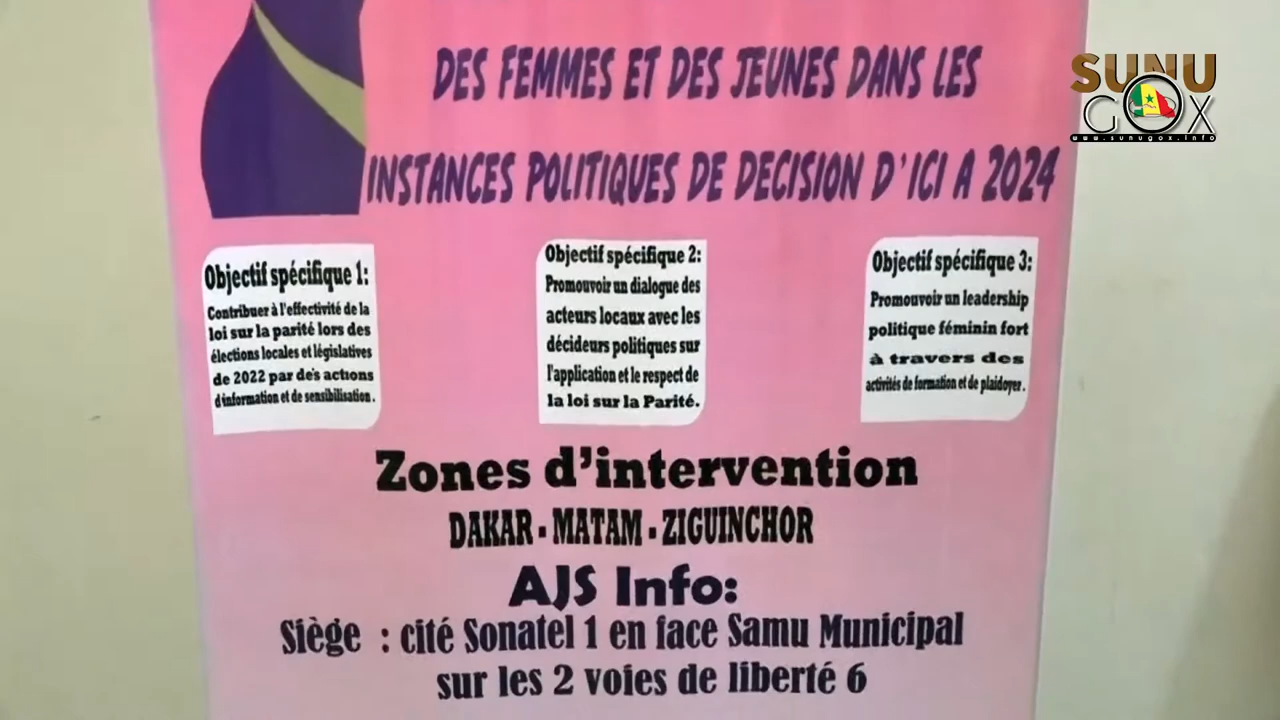 DES FEMMES ET DES JEUNES DANS LES
INSTANCES POLITIQUES DE DECISION D'ICI A 2024
SUNU
GOX
www.sunugox.info
Objectif spécifique 1:
Contribuer à l'effectivité de la
loi sur la parité lors des
élections locales et législatives
de 2022 par des actions
d'information et de sensibilisation.
Objectif spécifique 2:
Promouvoir un dialogue des
acteurs locaux avec les
décideurs politiques sur
l'application et le respect de
la loi sur la Parité.
Objectif spécifique 3:
Promouvoir un leadership
politique féminin fort
à travers des
activités de formation et de plaidoyer.
Zones d'intervention
DAKAR - MATAM - ZIGUINCHOR
AJS Info:
Siège : cité Sonatel 1 en face Samu Municipal
sur les 2 voies de liberté 6